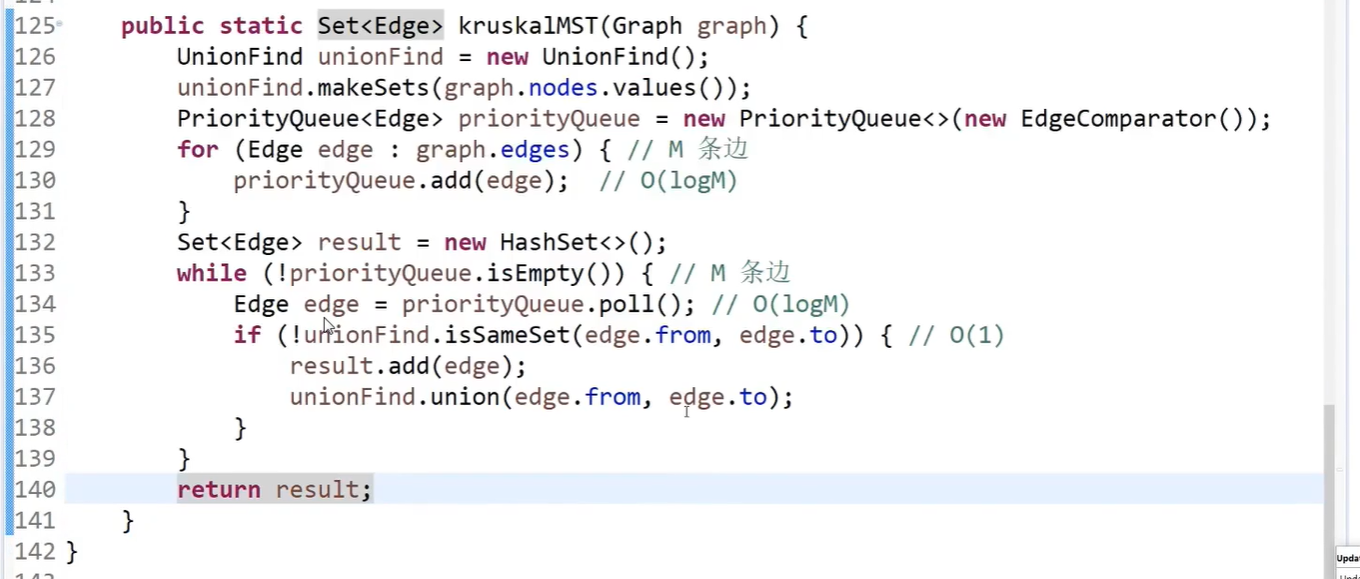 125 public static Set<Edge> kruskalMST(Graph graph) {
126 UnionFind unionFind = new UnionFind();
127 unionFind.makeSets(graph.nodes.values());
128 PriorityQueue<Edge> priorityQueue = new PriorityQueue<>(new EdgeComparator());
129 for (Edge edge : graph.edges) { // M 条边
130 priorityQueue.add(edge);  // O(logM)
131 }
132 Set<Edge> result = new HashSet<>();
133 while (!priorityQueue.isEmpty()) { // M 条边
134 Edge edge = priorityQueue.poll(); // O(logM)
135 if (!unionFind.isSameSet(edge.from, edge.to)) { // O(1)
136 result.add(edge);
137 unionFind.union(edge.from, edge.to);
138 }
139 }
140 return result;
141 }
142 }